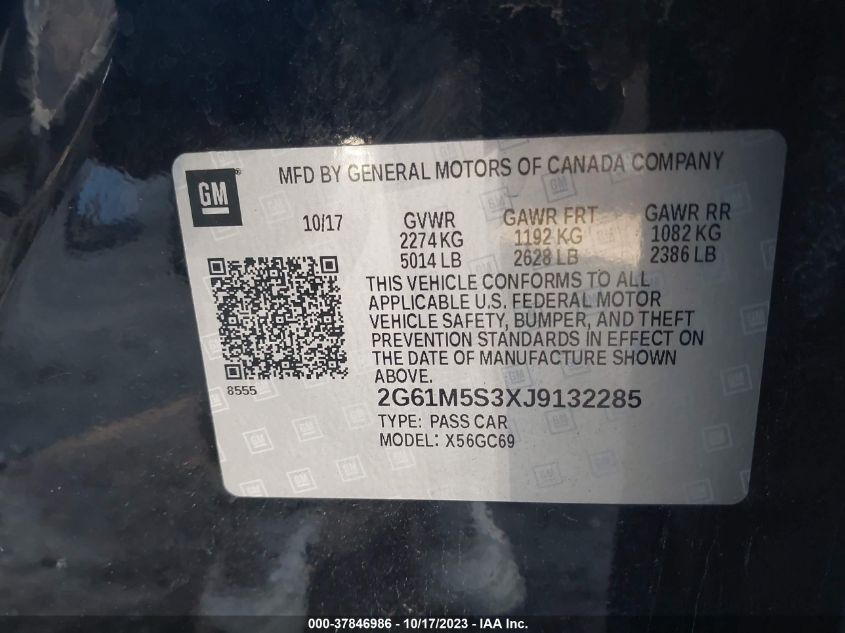 GM
MFD BY GENERAL MOTORS OF CANADA COMPANY
10/17
GVWR
2274 KG
5014 LB
GAWR FRT
1192 KG
2628 LB
GAWR RR
1082 KG
2386 LB
THIS VEHICLE CONFORMS TO ALL
APPLICABLE U.S. FEDERAL MOTOR
VEHICLE SAFETY, BUMPER, AND THEFT
PREVENTION STANDARDS IN EFFECT ON
THE DATE OF MANUFACTURE SHOWN
ABOVE.
8555
2G61M5S3XJ9132285
TYPE: PASS CAR
MODEL: X56GC69
000-37846986 - 10/17/2023 - IAA Inc.